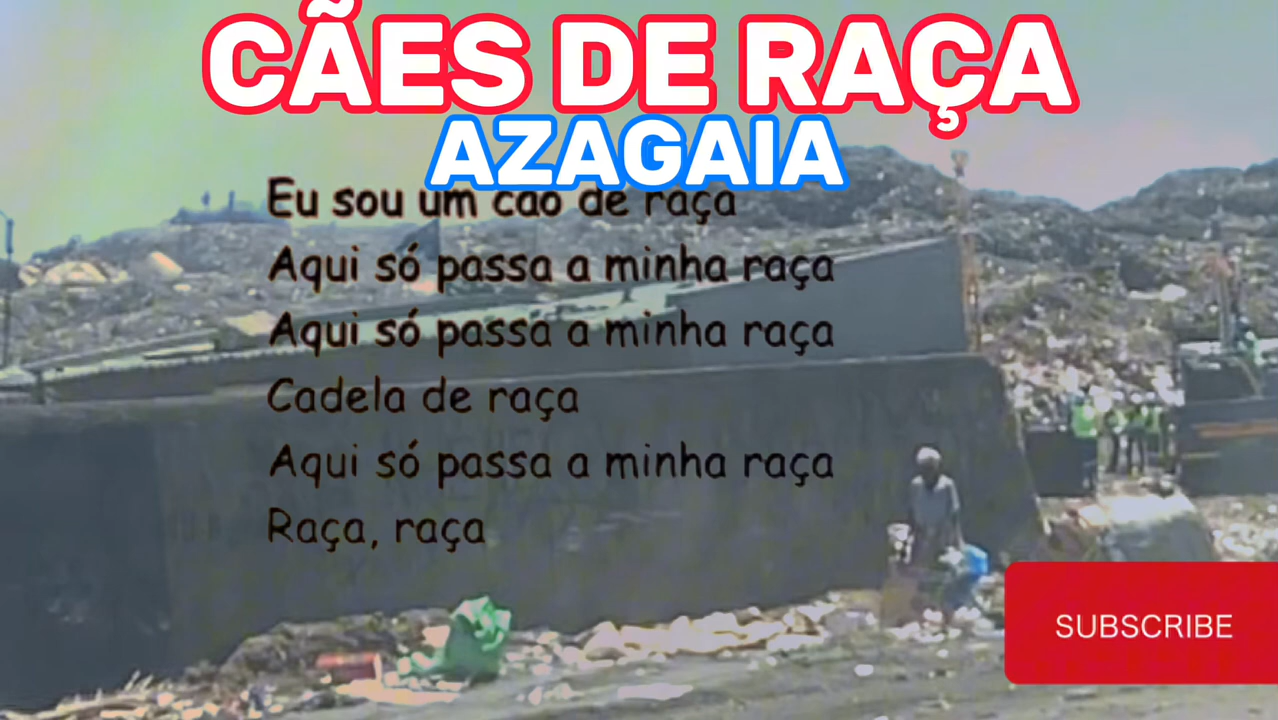 CÃES DE RAÇA
AZAGAIA
Eu sou um cão de raça
Aqui só passa a minha raça
Aqui só passa a minha raça
Cadela de raça
Aqui só passa a minha raça
Raça, raça
SUBSCRIBE